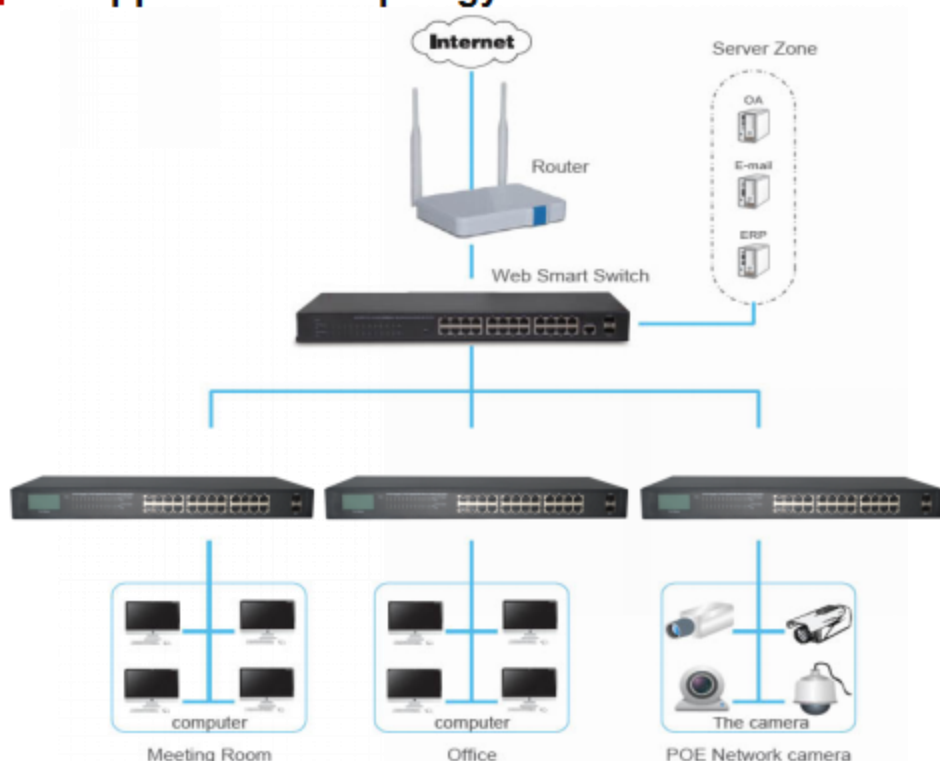 Internet
Server Zone
OA
Router
E-mail
ERP
Web Smart Switch
computer
computer
The camera
Meeting Room
Office
POE Network camera